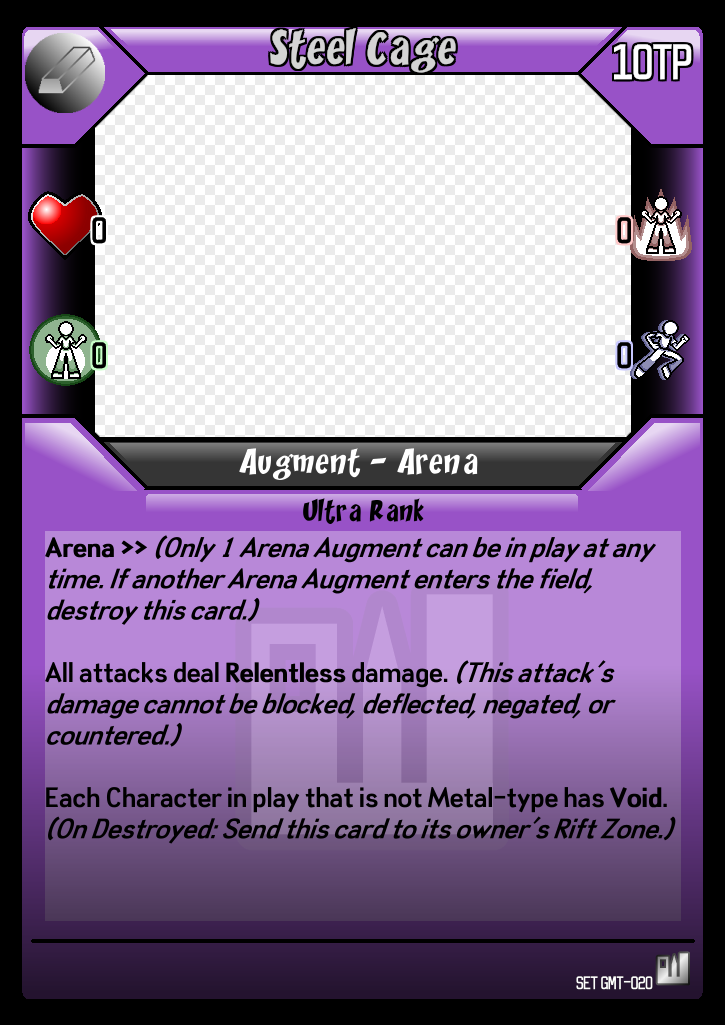 Steel Cage
10TP
0
0
0
0
Augment - Arena
Ultra Rank
Arena >> (Only 1 Arena Augment can be in play at any
time. If another Arena Augment enters the field,
destroy this card.)
All attacks deal Relentless damage. (This attack's
damage cannot be blocked, deflected, negated, or
countered.)
Each Character in play that is not Metal-type has Void.
(On Destroyed: Send this card to its owner's Rift Zone.)
SET GMT-020